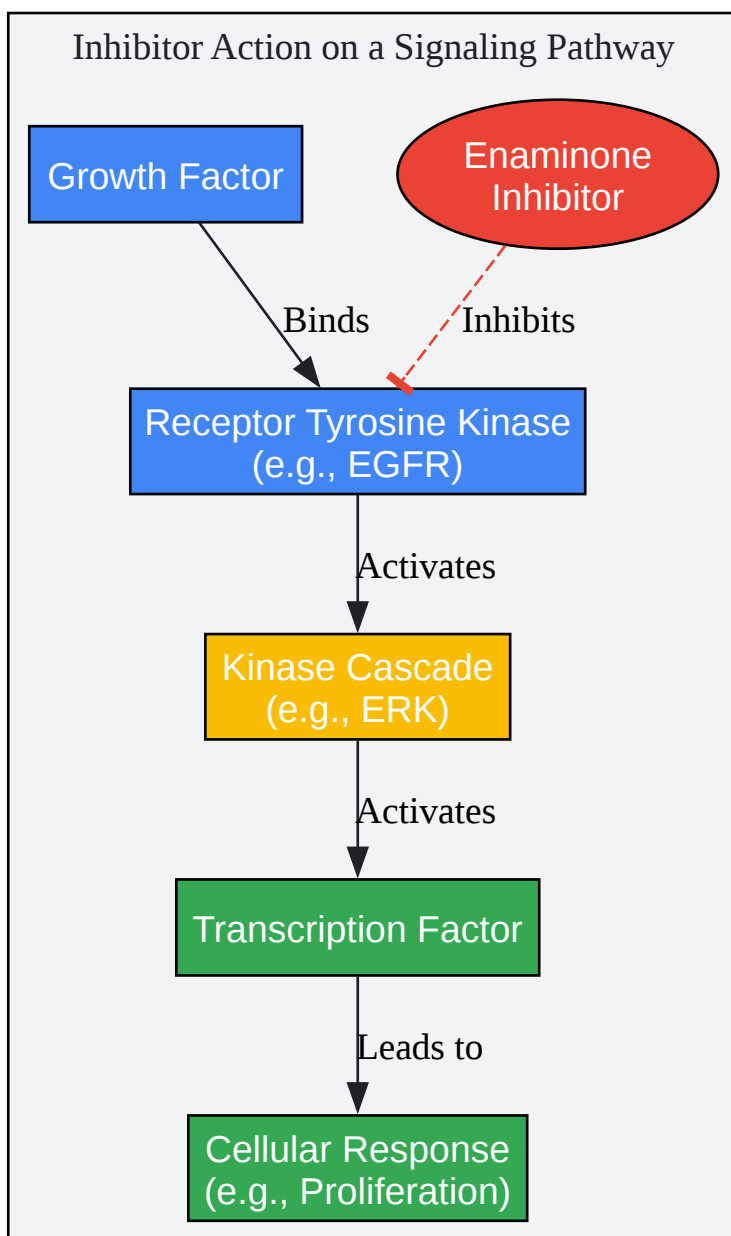 Inhibitor Action on a Signaling Pathway
Growth Factor
Enaminone
Inhibitor
Binds
Inhibits
Receptor Tyrosine Kinase
(e.g., EGFR)
Activates
Kinase Cascade
(e.g., ERK)
Activates
Transcription Factor
Leads to
Cellular Response
(e.g., Proliferation)